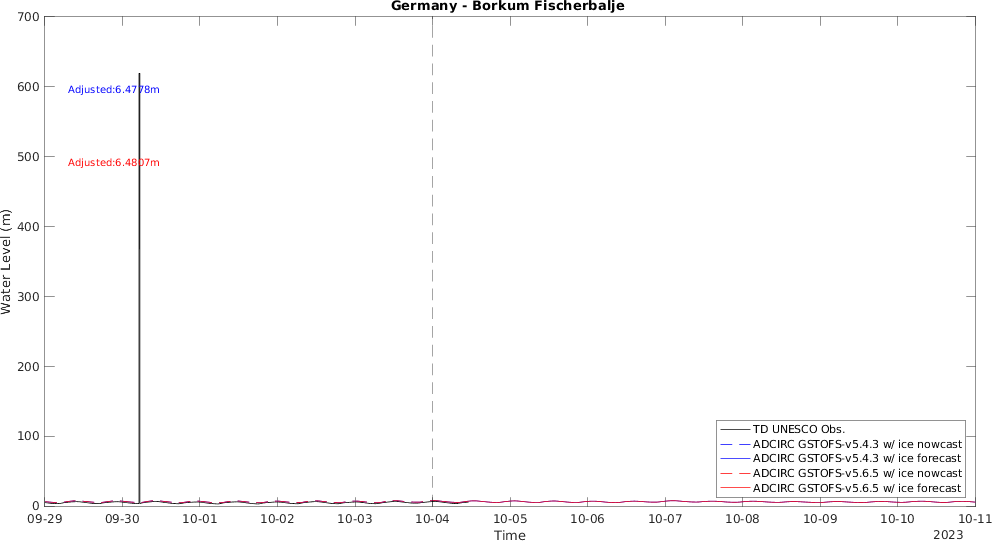 Germany - Borkum Fischerbalje
700
600
500
400
300
200
100
0
Water Level (m)
Adjusted:6.4778m
Adjusted:6.4807m
TD UNESCO Obs.
ADCIRC GSTOFS-v5.4.3 w/ ice nowcast
ADCIRC GSTOFS-v5.4.3 w/ ice forecast
ADCIRC GSTOFS-v5.6.5 w/ ice nowcast
ADCIRC GSTOFS-v5.6.5 w/ ice forecast
09-29 09-30 10-01 10-02 10-03 10-04 10-05 10-06 10-07 10-08 10-09 10-10 10-11
Time
2023